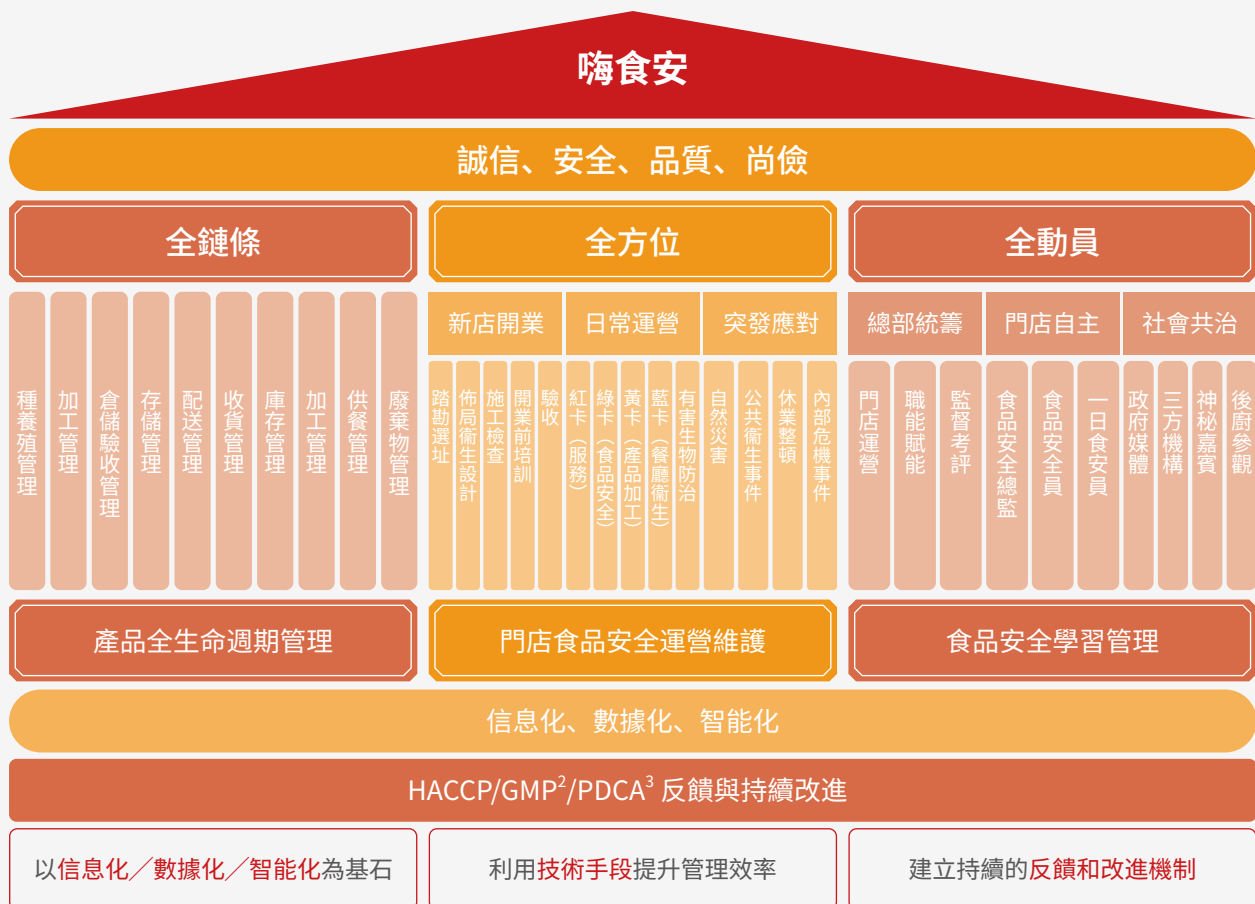 嗨食安
誠信、安全、品質、尚儉
全鏈條
全方位
全動員
種養殖管理
加工管理
倉儲驗收管理
存儲管理
配送管理
收貨管理
庫存管理
加工管理
供餐管理
廢棄物管理
新店開業
日常運營
突發應對
踏勘選址
佈局衞生設計
施工檢查
開業前培訓
驗收
紅卡（服務）
綠卡（食品安全）
黃卡（產品加工）
藍卡（餐廳衞生）
有害生物防治
自然災害
公共衞生事件
休業整頓
內部危機事件
總部統籌
門店自主
社會共治
門店運營
職能賦能
監督考評
食品安全總監
食品安全員
一日食安員
政府媒體
三方機構
神秘嘉賓
後廚參觀
產品全生命週期管理
門店食品安全運營維護
食品安全學習管理
信息化、數據化、智能化
HACCP/GMP²/PDCA³ 反饋與持續改進
以信息化／數據化／智能化為基石
利用技術手段提升管理效率
建立持續的反饋和改進機制